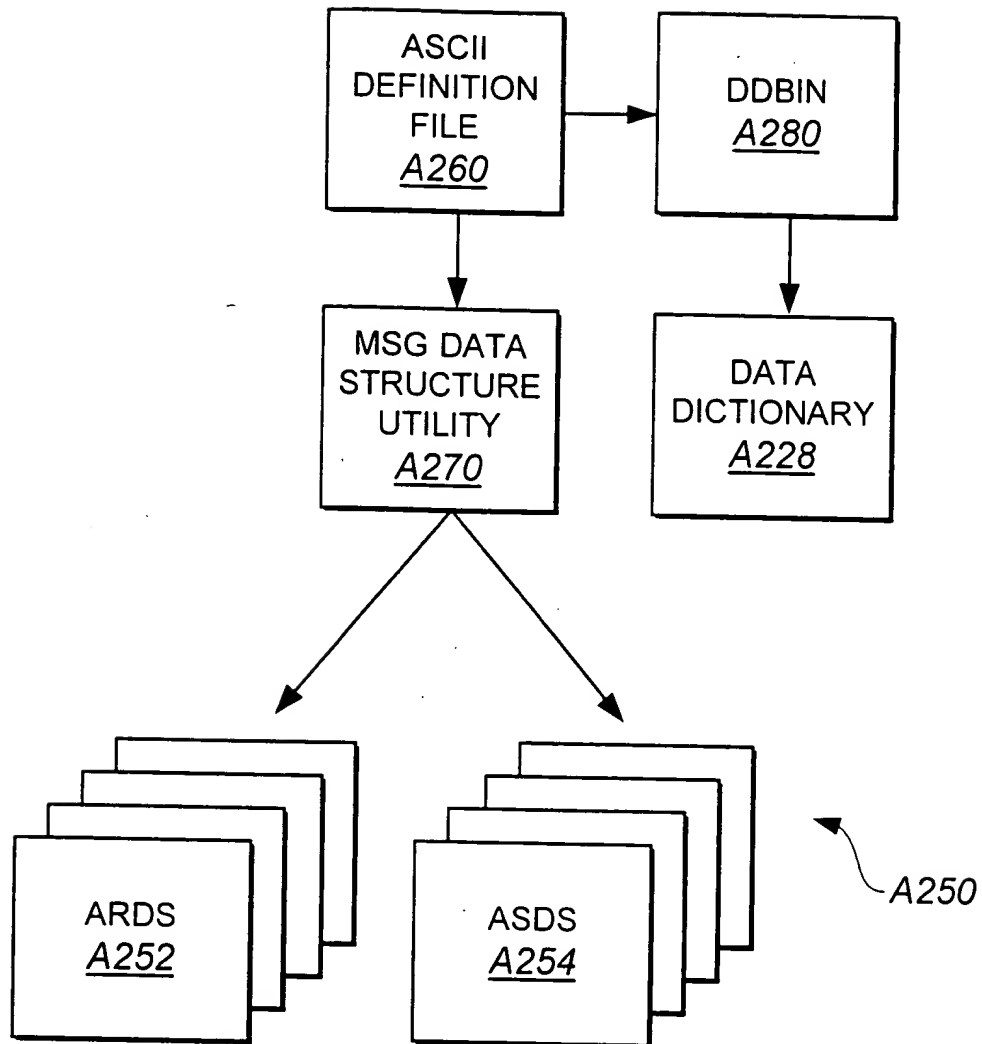 ASCII
DEFINITION
FILE
A260
DDBIN
A280
MSG DATA
STRUCTURE
UTILITY
A270
DATA
DICTIONARY
A228
ARDS
A252
ASDS
A254
A250